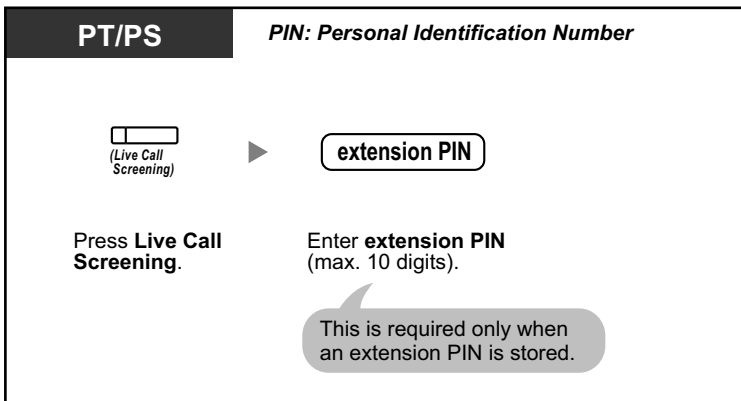 PT/PS
PIN: Personal Identification Number
(Live Call
Screening)
extension PIN
Press Live Call
Screening.
Enter extension PIN
(max. 10 digits).
This is required only when
an extension PIN is stored.